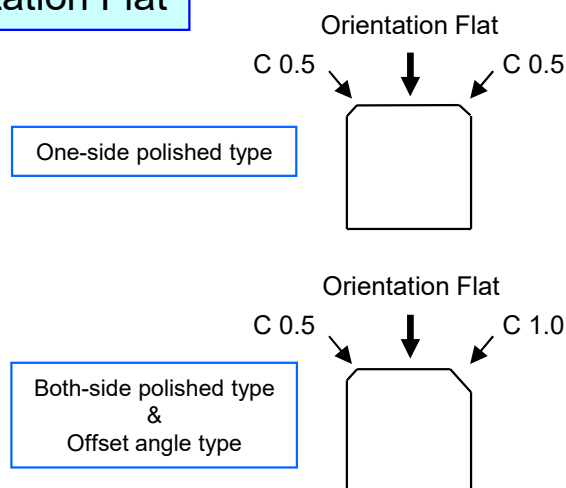 Flat
Orientation Flat
C 0.5
C 0.5
One-side polished type
Orientation Flat
C 0.5
C 1.0
Both-side polished type
&
Offset angle type